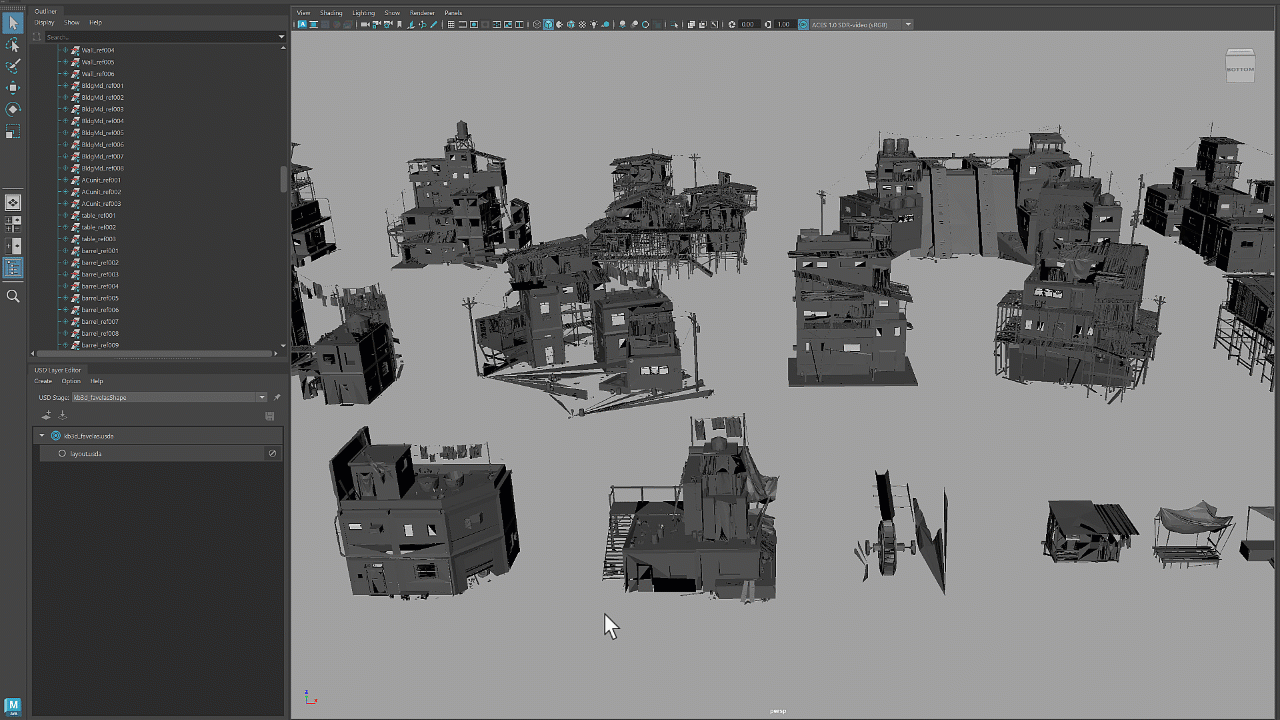 Outliner
Display Show Help
Search...
Wall_ref004
Wall_ref005
Wall_ref006
BldgMd_ref001
BldgMd_ref002
BldgMd_ref003
BldgMd_ref004
BldgMd_ref005
BldgMd_ref006
BldgMd_ref007
BldgMd_ref008
ACunit_ref001
ACunit_ref002
ACunit_ref003
table_ref001
table_ref002
table_ref003
barrel_ref001
barrel_ref002
barrel_ref003
barrel_ref004
barrel_ref005
barrel_ref006
barrel_ref007
barrel_ref008
barrel_ref009
USD Layer Editor
Create Option Help
USD Stage: kb3d_favelasShape
kb3d_favelas.usda
layout.usda
View Shading Lighting Show Renderer Panels
0.00 1.00 ACES 1.0 SDR-video (sRGB)
BOTTOM
persp
M